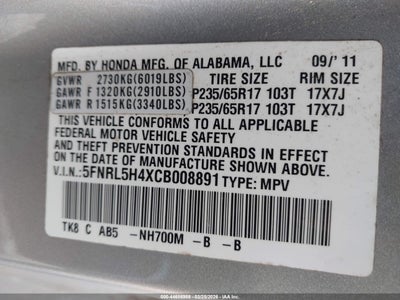 MFD. BY HONDA MFG. OF ALABAMA, LLC 09/' 11
GVWR 2730KG(6019LBS) TIRE SIZE RIM SIZE
GAWR F 1320KG(2910LBS) P235/65R17 103T 17X7J
GAWR R 1515KG(3340LBS) P235/65R17 103T 17X7J
THIS VEHICLE CONFORMS TO ALL APPLICABLE
FEDERAL MOTOR VEHICLE SAFETY
AND THEFT PREVENTION STANDARDS IN EFFECT
ON THE DATE OF MANUFACTURE SHOWN ABOVE.
V.I.N.:5FNRL5H4XCB008891 TYPE: MPV
TK8 C AB5 -NH700M -B -B